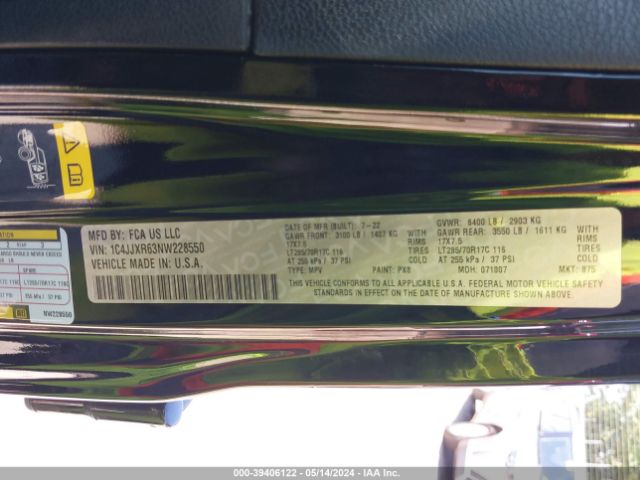 MFD BY: FCA US LLC
DATE OF MFR (BUILT): 7-22
GVWR: 6400 LB / 2903 KG
GAWR FRONT: 3100 LB / 1407 KG
GAWR REAR: 3550 LB / 1611 KG
VIN: 1C4JJXR63NW228550
17X7.5 RIMS
17X7.5 RIMS
LT285/70R17C 116 TIRES
LT285/70R17C 116
VEHICLE MADE IN: U.S.A.
AT 255 kPa / 37 PSI COLD
AT 255 kPa / 37 PSI
TYPE: MPV
PAINT: PX8
MDH: 071807
MKT: 875
THIS VEHICLE CONFORMS TO ALL APPLICABLE U.S.A. FEDERAL MOTOR VEHICLE SAFETY
STANDARDS IN EFFECT ON THE DATE OF MANUFACTURE SHOWN ABOVE
SPARE
NW228550
000-39406122 - 05/14/2024 - IAA Inc.